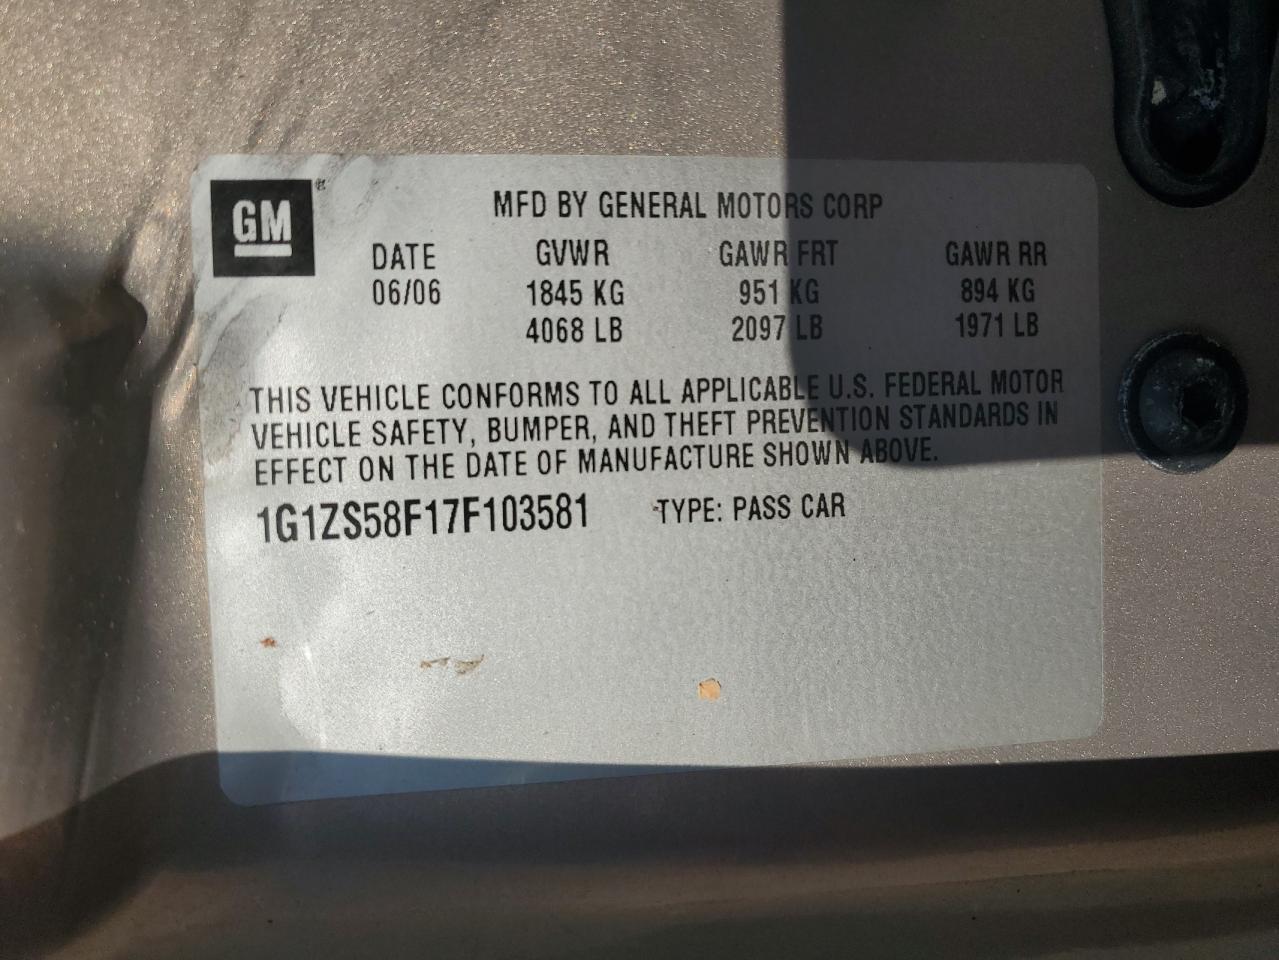 GM®
MFD BY GENERAL MOTORS CORP
DATE GVWR GAWR FRT GAWR RR
06/06 1845 KG 951 KG 894 KG
4068 LB 2097 LB 1971 LB
THIS VEHICLE CONFORMS TO ALL APPLICABLE U.S. FEDERAL MOTOR
VEHICLE SAFETY, BUMPER, AND THEFT PREVENTION STANDARDS IN
EFFECT ON THE DATE OF MANUFACTURE SHOWN ABOVE.
1G1ZS58F17F103581 TYPE: PASS CAR